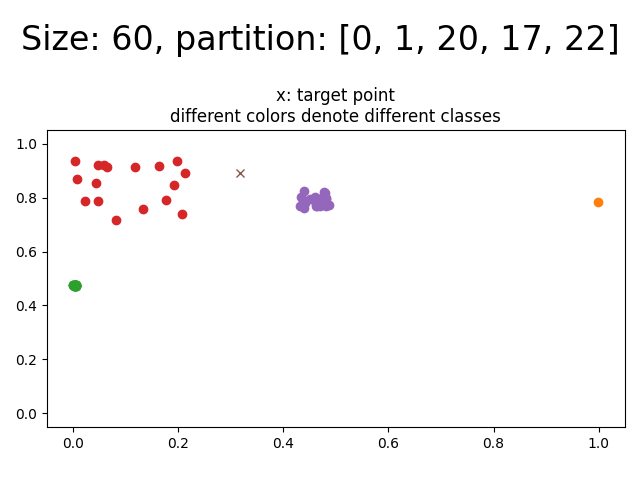 Size: 60, partition: [0, 1, 20, 17, 22]
x: target point
different colors denote different classes
1.0
0.8
0.6
0.4
0.2
0.0
0.0 0.2 0.4 0.6 0.8 1.0